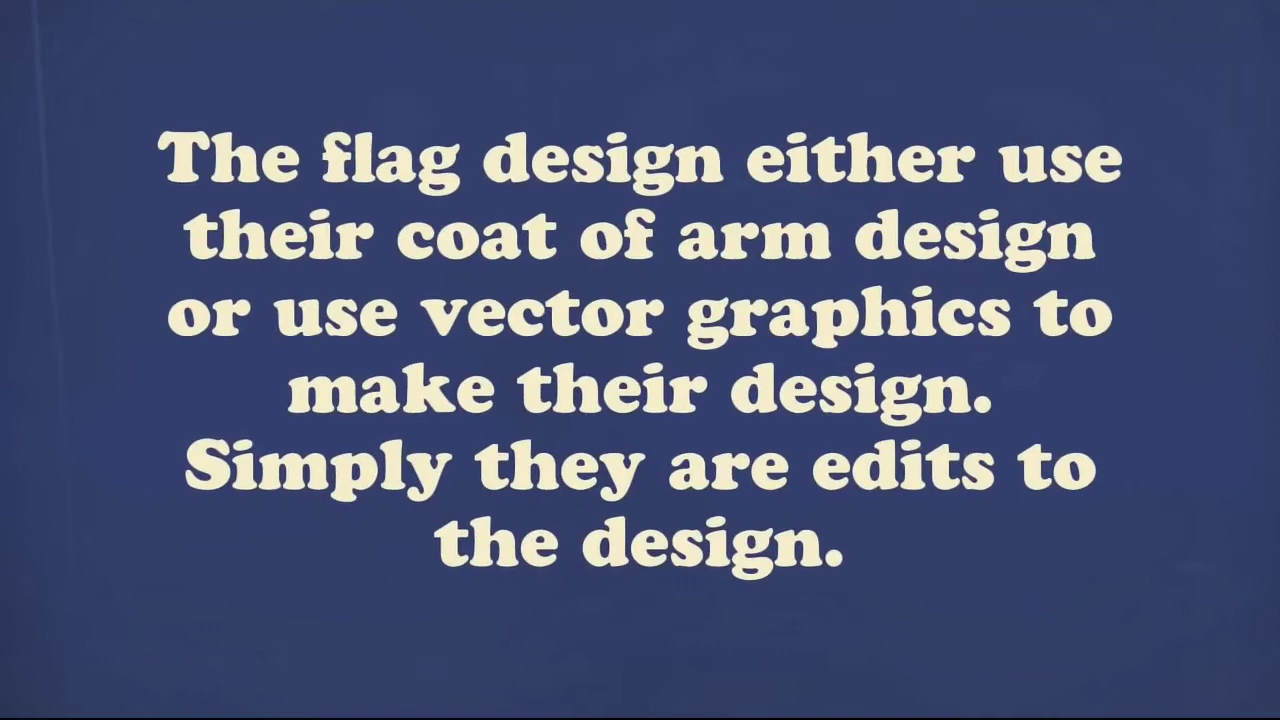 The flag design either use
their coat of arm design
or use vector graphics to
make their design.
Simply they are edits to
the design.